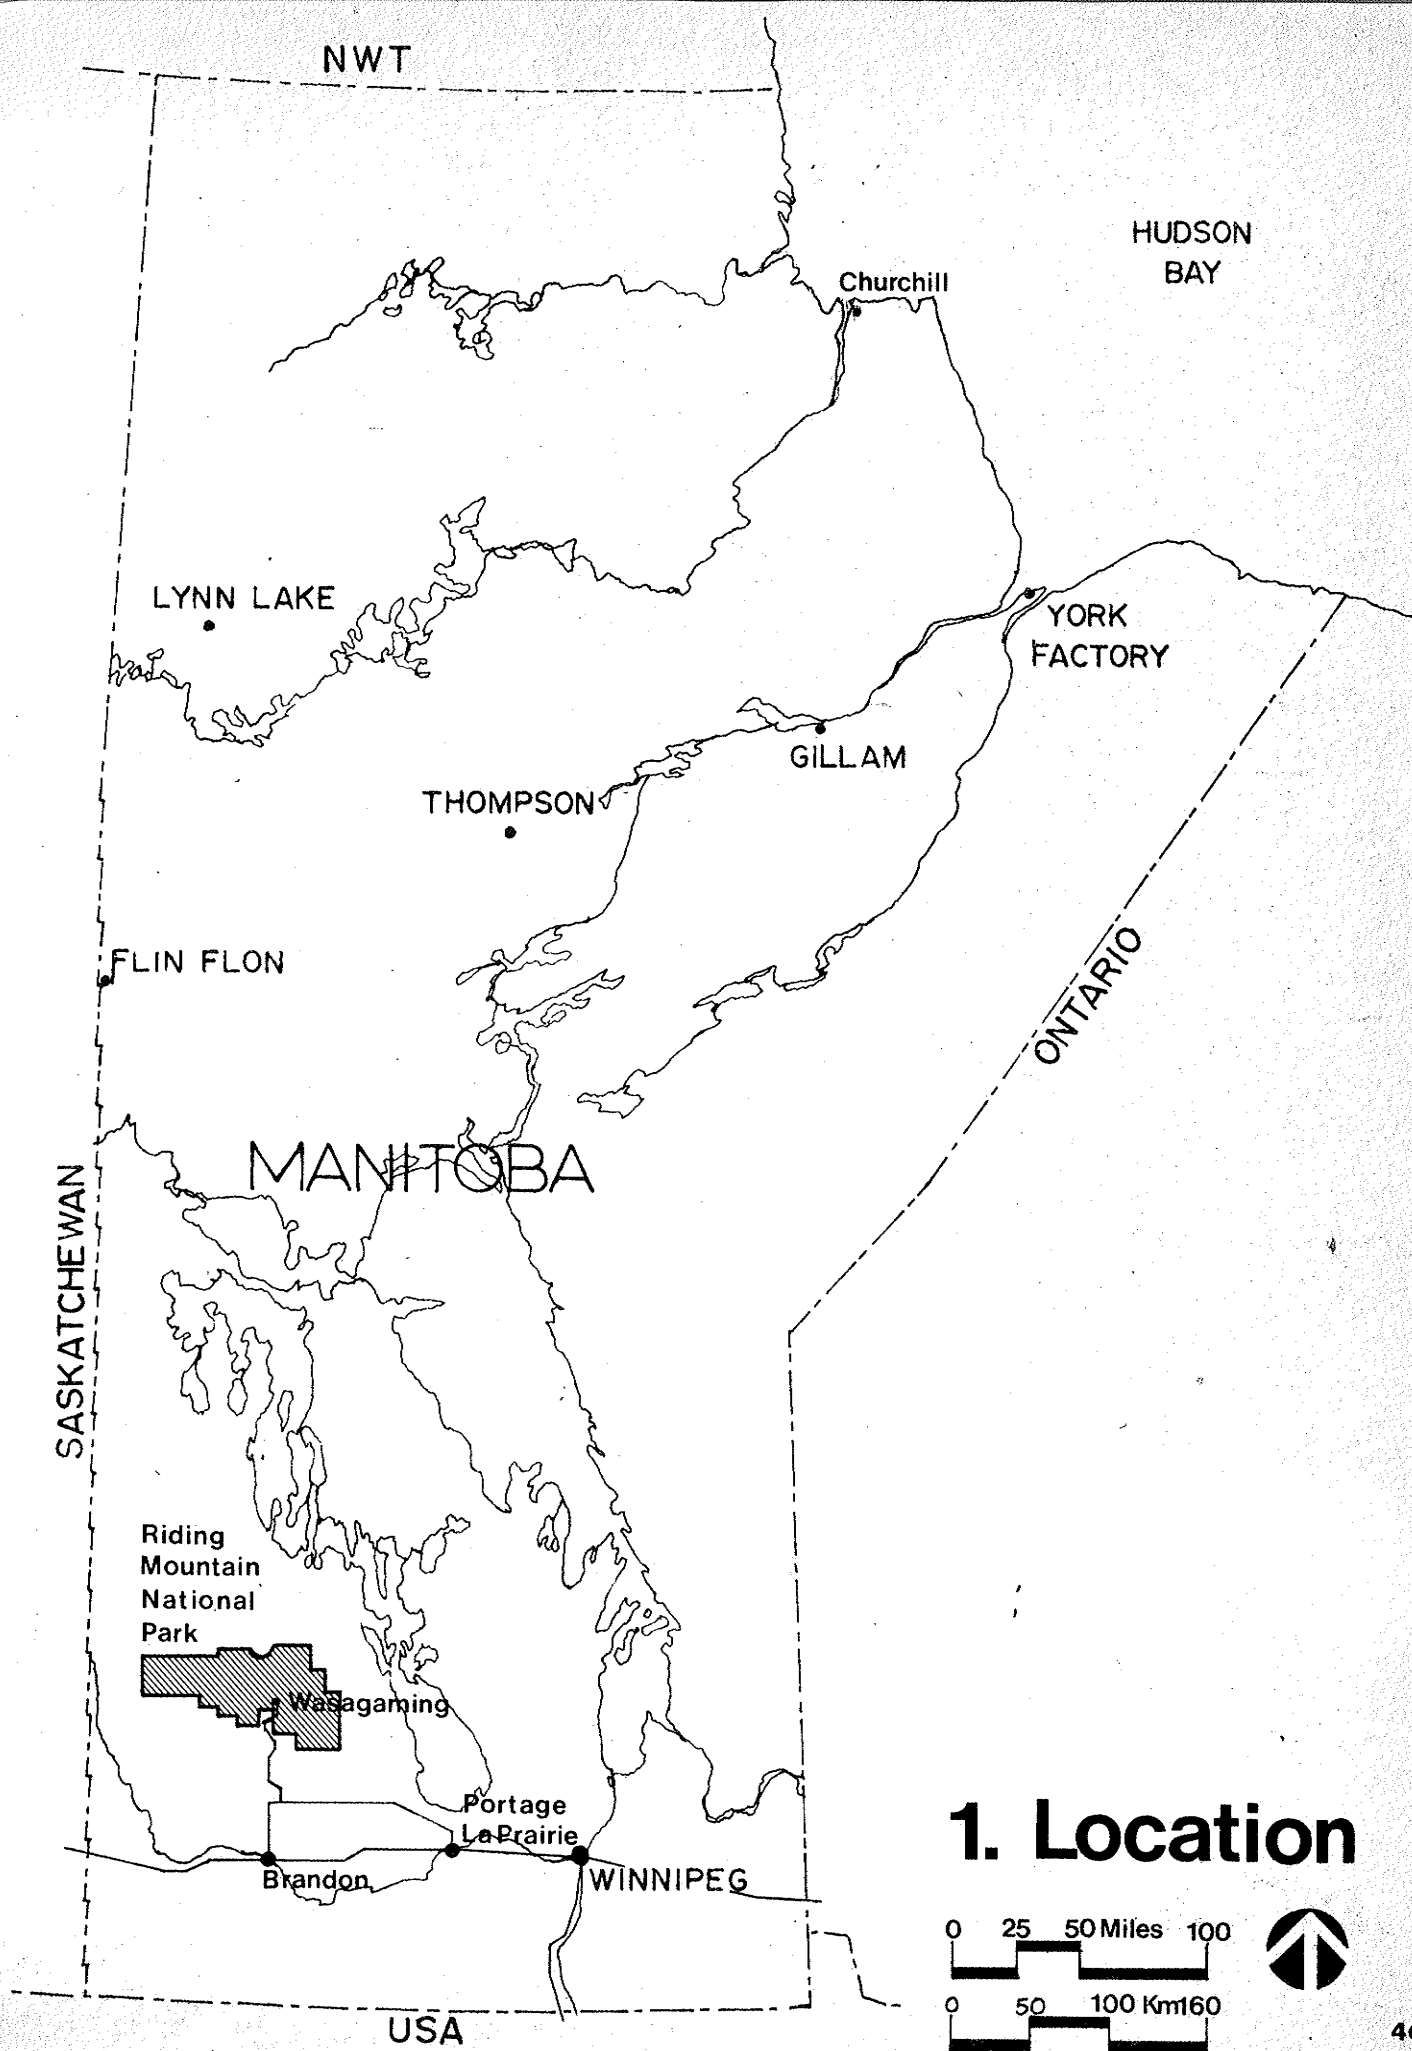 NWT
HUDSON
BAY
Churchill
LYNN LAKE
YORK
FACTORY
GILLAM
THOMPSON
FLIN FLON
ONTARIO
MANITOBA
SASKATCHEWAN
Riding
Mountain
National
Park
Wasagaming
Portage
La Prairie
Brandon
WINNIPEG
USA
1. Location
0 25 50 Miles 100
0 50 100 Km 160